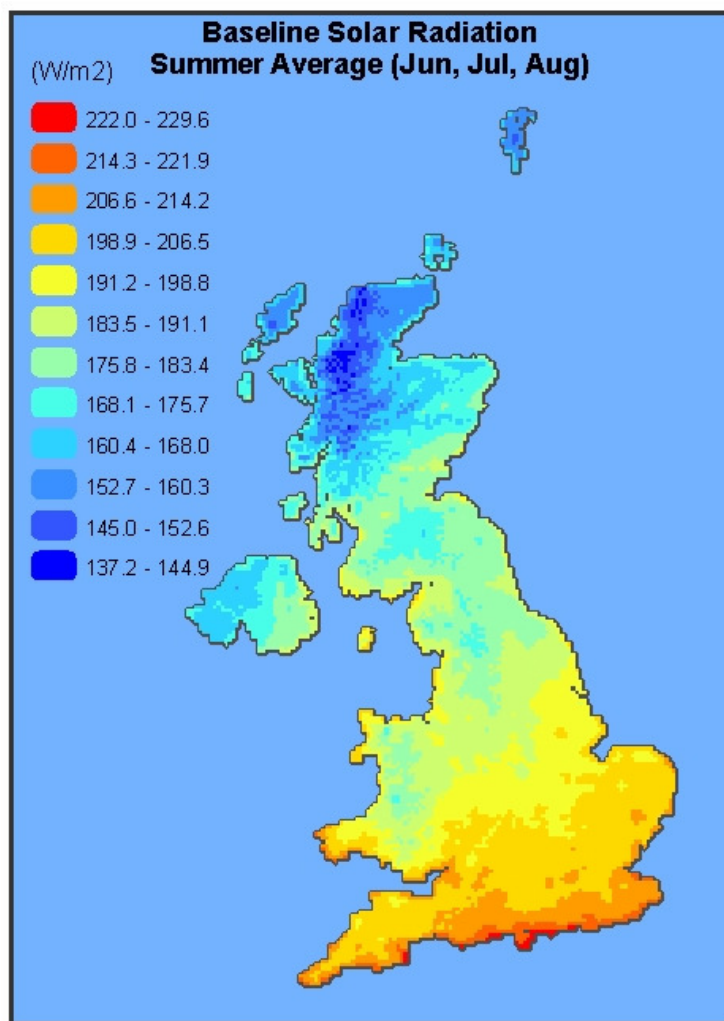 Baseline Solar Radiation
Summer Average (Jun, Jul, Aug)
(W/m2)
222.0 - 229.6
214.3 - 221.9
206.6 - 214.2
198.9 - 206.5
191.2 - 198.8
183.5 - 191.1
175.8 - 183.4
168.1 - 175.7
160.4 - 168.0
152.7 - 160.3
145.0 - 152.6
137.2 - 144.9